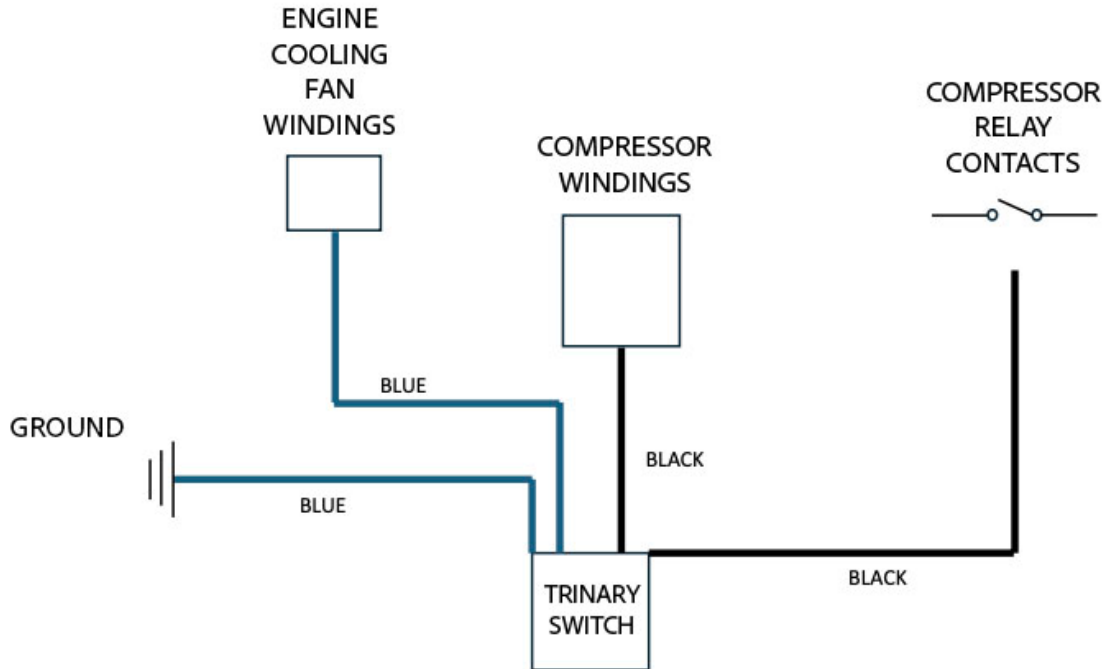 ENGINE
COOLING
FAN
WINDINGS
COMPRESSOR
WINDINGS
COMPRESSOR
RELAY
CONTACTS
BLUE
GROUND
BLACK
BLUE
BLACK
TRINARY
SWITCH